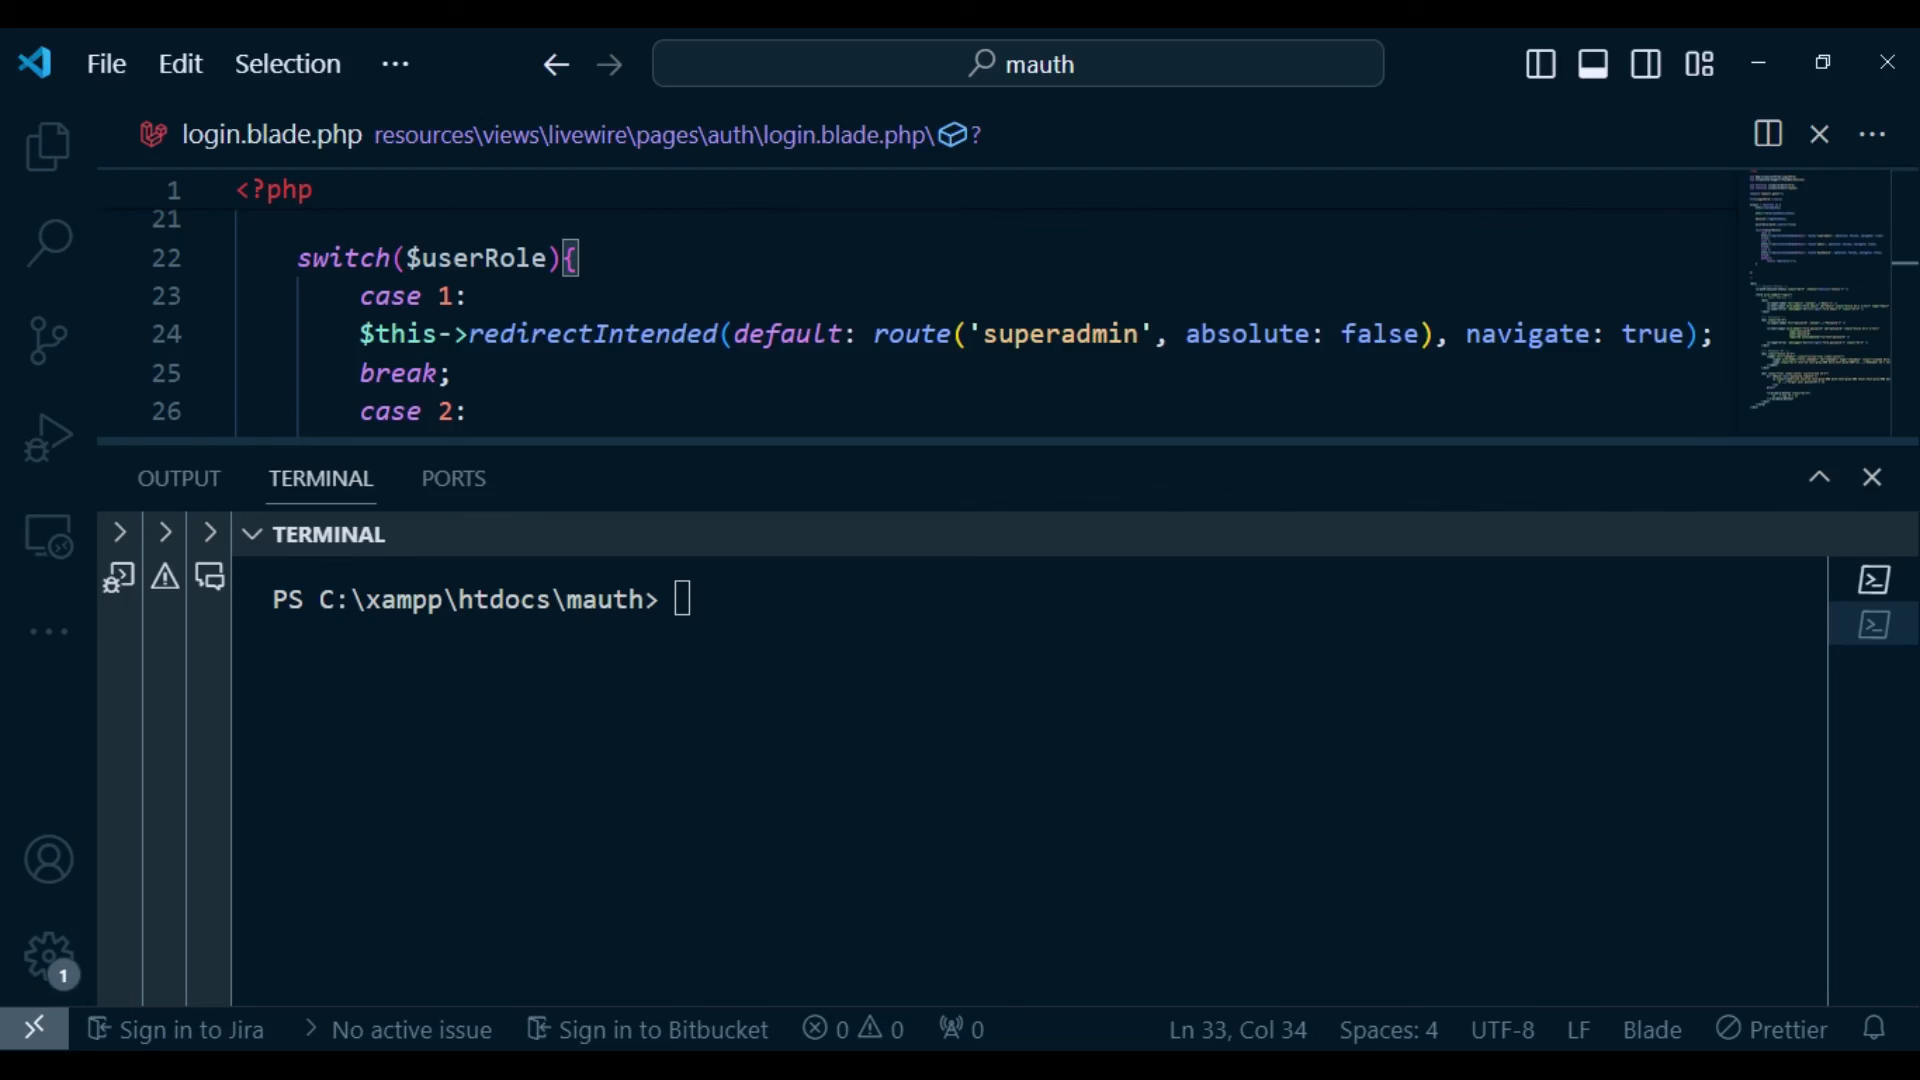 File Edit Selection ··· mauth
login.blade.php resources\views\livewire\pages\auth\login.blade.php\ ?
1 <?php
21
22 switch($userRole){
23 case 1:
24 $this->redirectIntended(default: route('superadmin', absolute: false), navigate: true);
25 break;
26 case 2:
OUTPUT TERMINAL PORTS
TERMINAL
PS C:\xampp\htdocs\mauth>
1
Sign in to Jira > No active issue Sign in to Bitbucket 0 0 0 Ln 33, Col 34 Spaces: 4 UTF-8 LF Blade Prettier